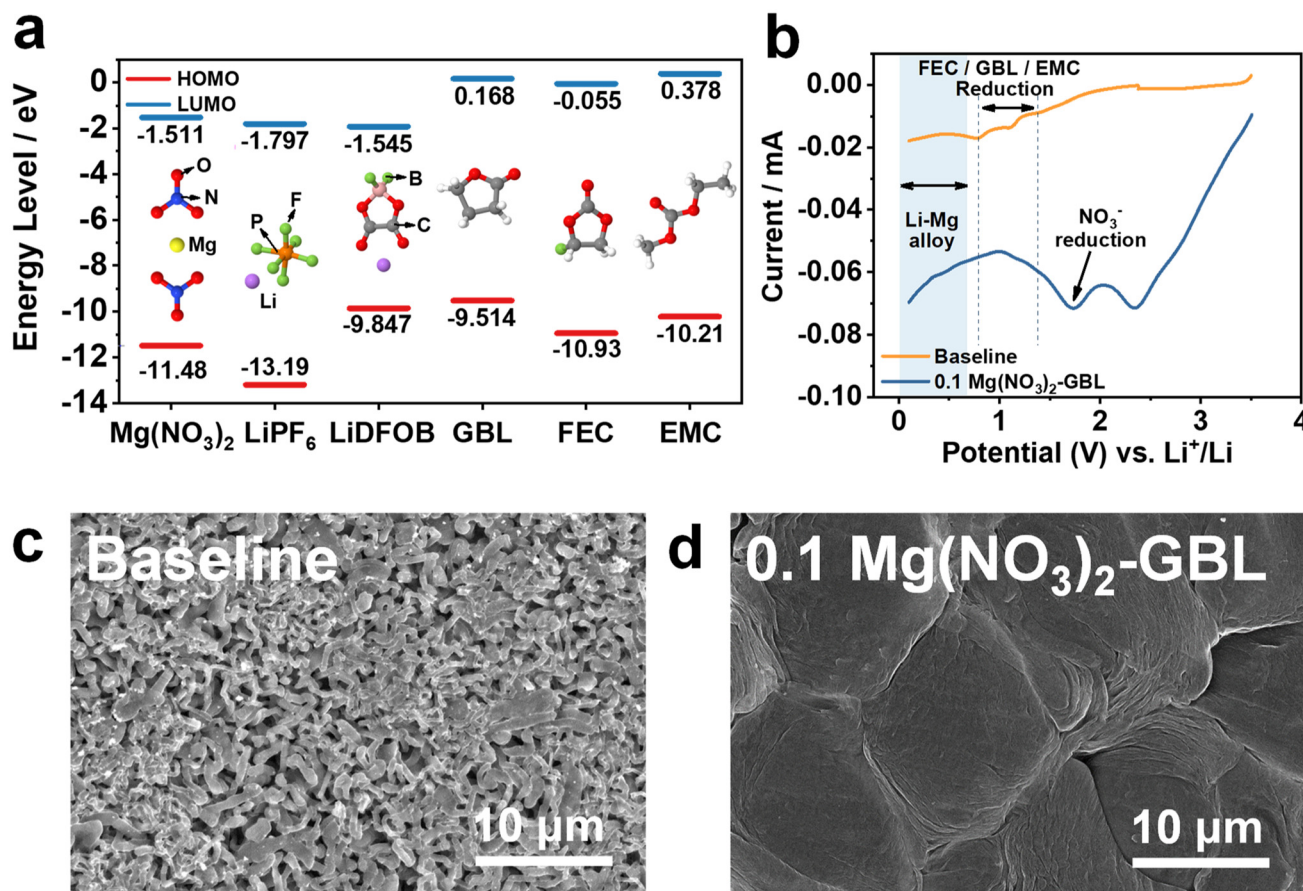 a
Energy Level / eV
0
-2
-4
-6
-8
-10
-12
-14
HOMO
LUMO
-1.511
-1.797
-1.545
0.168
-0.055
0.378
O
N
Mg
F
P
Li
B
C
-11.48
-13.19
-9.847
-9.514
-10.93
-10.21
Mg(NO₃)₂
LiPF₆
LiDFOB
GBL
FEC
EMC
b
Current / mA
0.00
-0.02
-0.04
-0.06
-0.08
-0.10
FEC / GBL / EMC
Reduction
Li-Mg
alloy
NO₃⁻
reduction
Baseline
0.1 Mg(NO₃)₂-GBL
0
1
2
3
4
Potential (V) vs. Li⁺/Li
c
Baseline
10 μm
d
0.1 Mg(NO₃)₂-GBL
10 μm